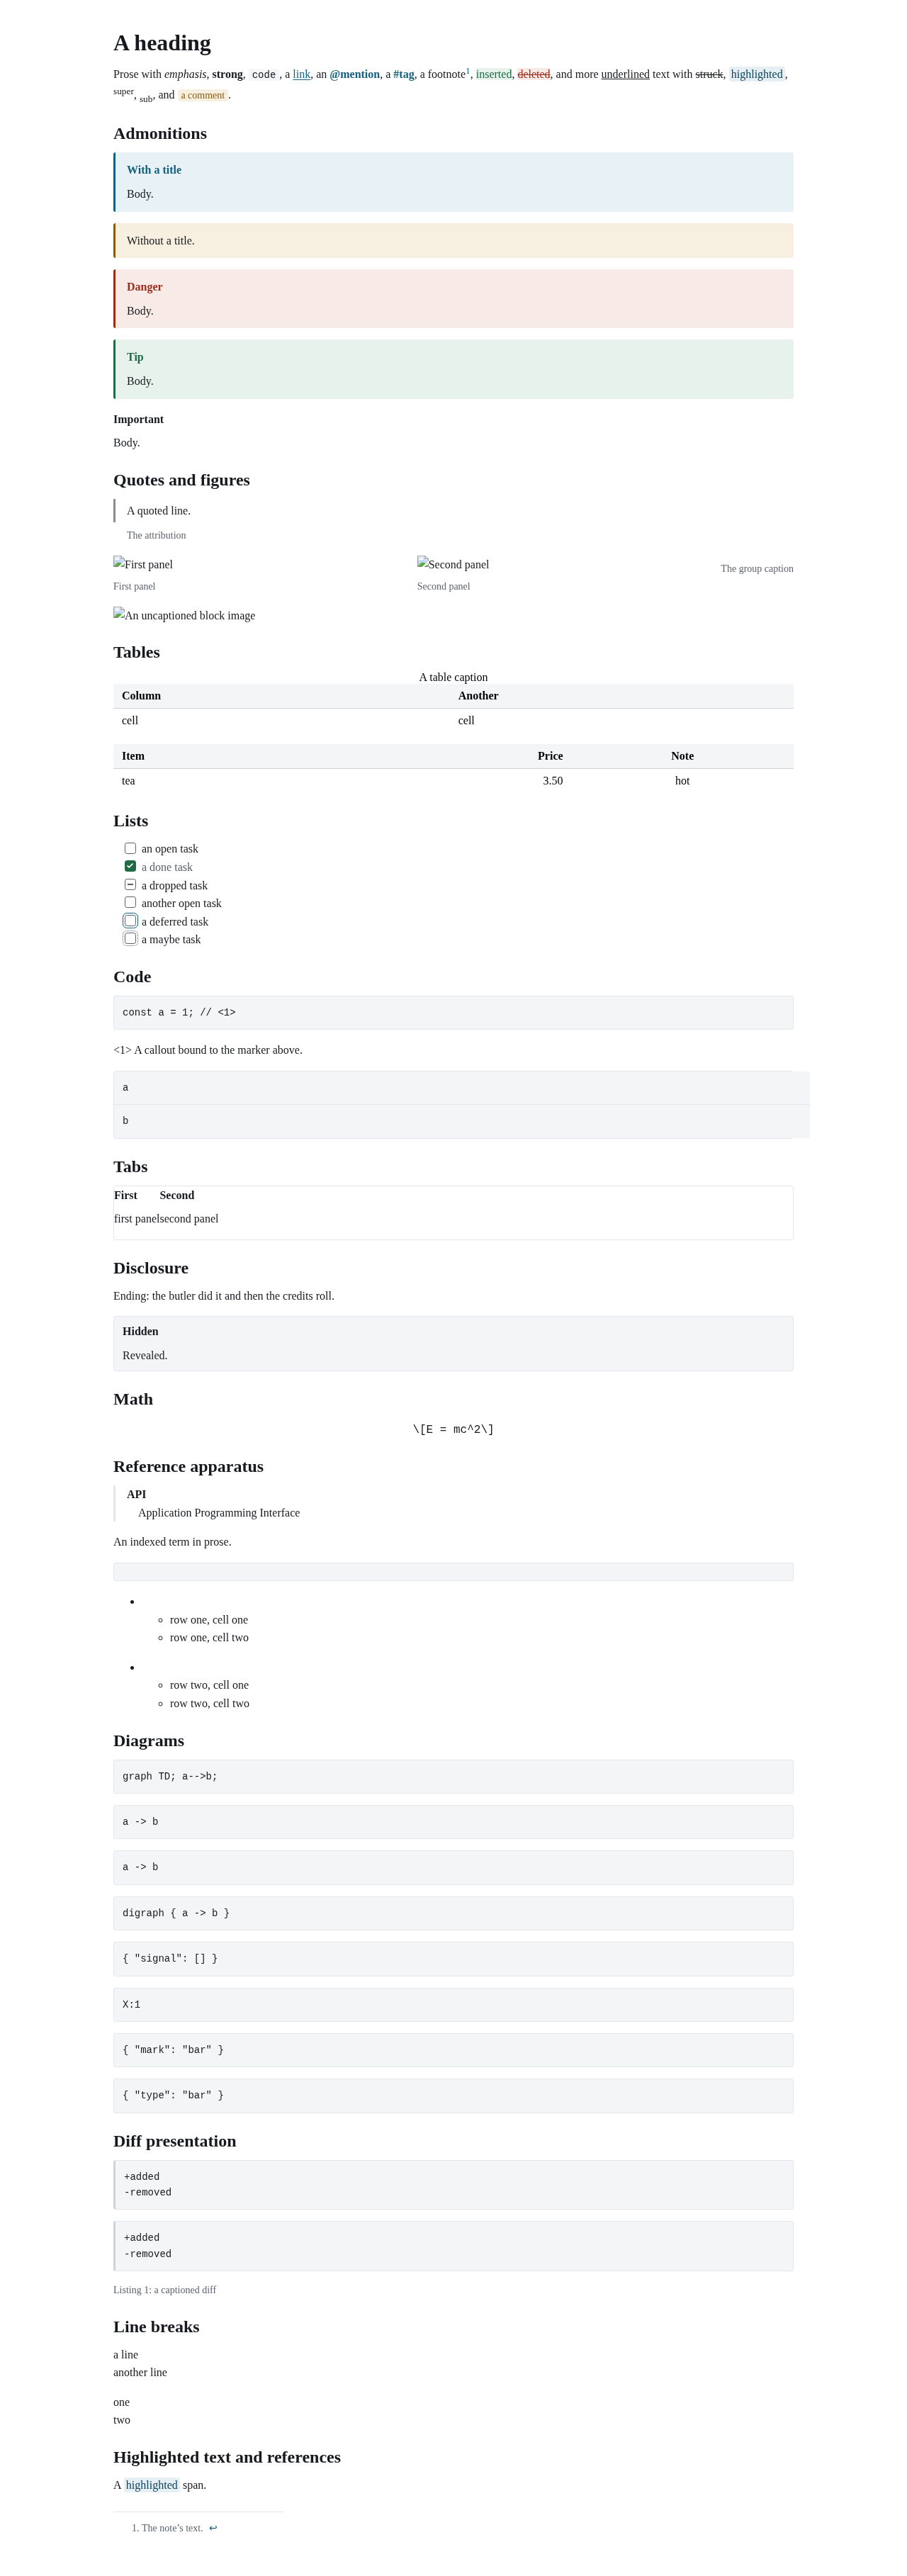 A heading
Prose with emphasis, strong, code , a link, an @mention, a #tag, a footnote1, inserted, deleted, and more underlined text with struck, highlighted,
super, sub, and a comment .
Admonitions
With a title
Body.
Without a title.
Danger
Body.
Tip
Body.
Important
Body.
Quotes and figures
A quoted line.
The attribution
First panel
Second panel
The group caption
First panel
Second panel
An uncaptioned block image
Tables
A table caption
Column Another
cell cell
Item Price Note
tea 3.50 hot
Lists
an open task
a done task
a dropped task
another open task
a deferred task
a maybe task
Code
const a = 1; // <1>
<1> A callout bound to the marker above.
a
b
Tabs
First Second
first panelsecond panel
Disclosure
Ending: the butler did it and then the credits roll.
Hidden
Revealed.
Math
\[E = mc^2\]
Reference apparatus
API
Application Programming Interface
An indexed term in prose.
row one, cell one
row one, cell two
row two, cell one
row two, cell two
Diagrams
graph TD; a-->b;
a -> b
a -> b
digraph { a -> b }
{ "signal": [] }
X:1
{ "mark": "bar" }
{ "type": "bar" }
Diff presentation
+added
-removed
+added
-removed
Listing 1: a captioned diff
Line breaks
a line
another line
one
two
Highlighted text and references
A highlighted span.
1. The note’s text. ↩